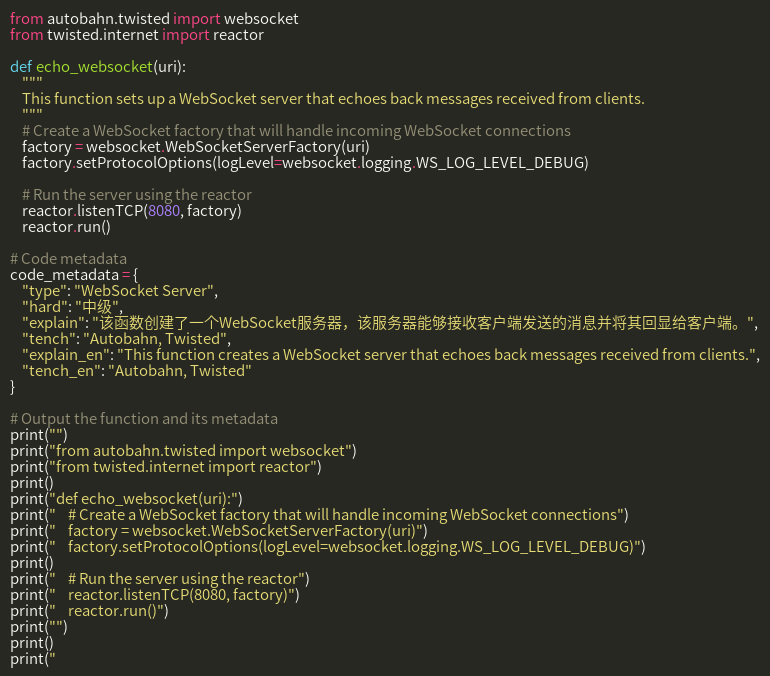 from autobahn.twisted import websocket
from twisted.internet import reactor

def echo_websocket(uri):
    """
    This function sets up a WebSocket server that echoes back messages received from clients.
    """
    # Create a WebSocket factory that will handle incoming WebSocket connections
    factory = websocket.WebSocketServerFactory(uri)
    factory.setProtocolOptions(logLevel=websocket.logging.WS_LOG_LEVEL_DEBUG)

    # Run the server using the reactor
    reactor.listenTCP(8080, factory)
    reactor.run()

# Code metadata
code_metadata = {
    "type": "WebSocket Server",
    "hard": "中级",
    "explain": "该函数创建了一个WebSocket服务器，该服务器能够接收客户端发送的消息并将其回显给客户端。",
    "tench": "Autobahn, Twisted",
    "explain_en": "This function creates a WebSocket server that echoes back messages received from clients.",
    "tench_en": "Autobahn, Twisted"
}

# Output the function and its metadata
print("")
print("from autobahn.twisted import websocket")
print("from twisted.internet import reactor")
print()
print("def echo_websocket(uri):")
print("    # Create a WebSocket factory that will handle incoming WebSocket connections")
print("    factory = websocket.WebSocketServerFactory(uri)")
print("    factory.setProtocolOptions(logLevel=websocket.logging.WS_LOG_LEVEL_DEBUG)")
print()
print("    # Run the server using the reactor")
print("    reactor.listenTCP(8080, factory)")
print("    reactor.run()")
print("")
print()
print("